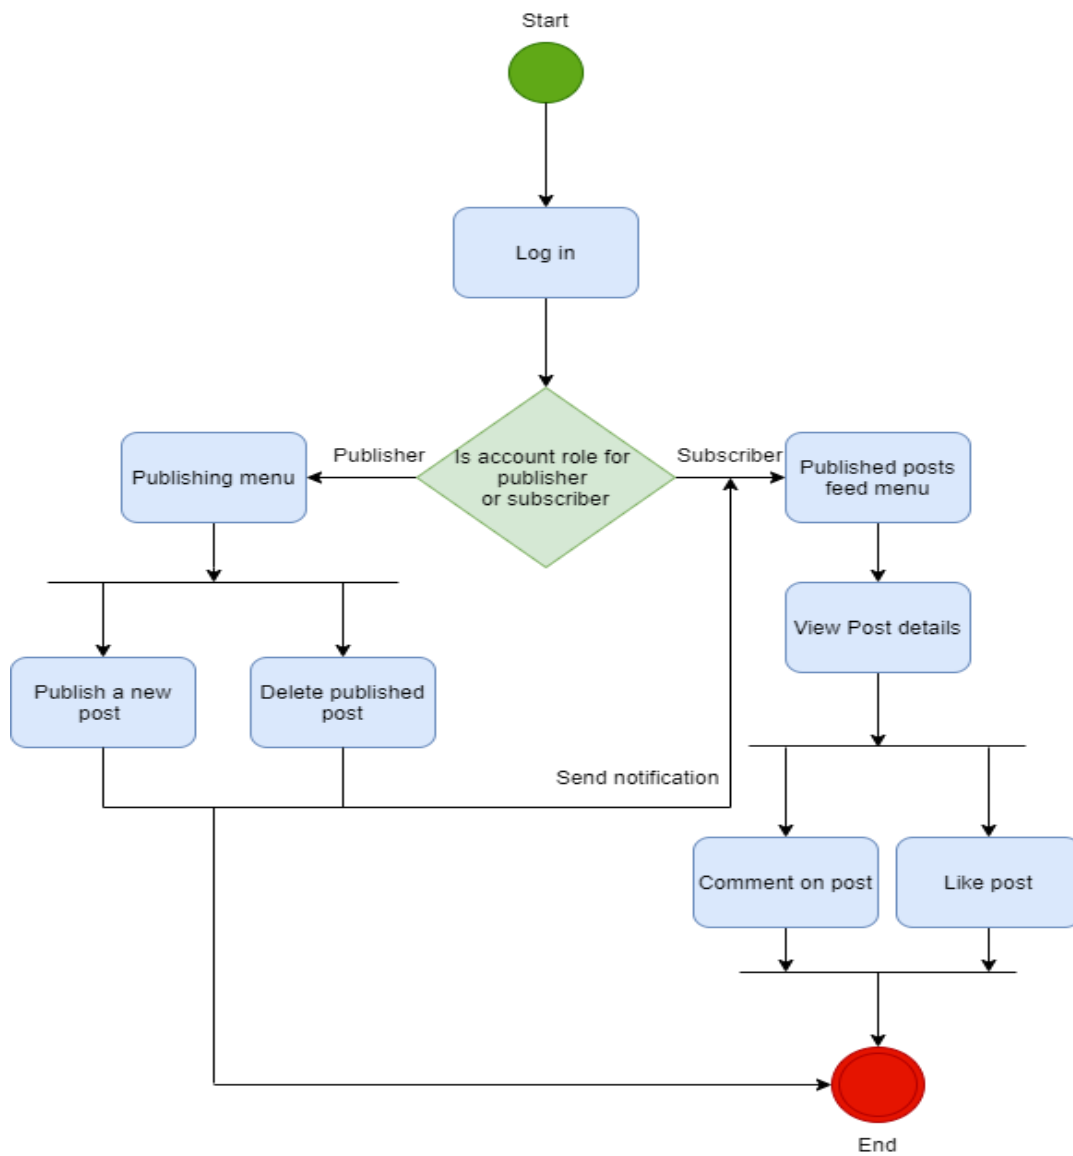 Start
Log in
Publisher
Is account role for
publisher
or subscriber
Subscriber
Publishing menu
Published posts
feed menu
View Post details
Publish a new
post
Delete published
post
Send notification
Comment on post
Like post
End